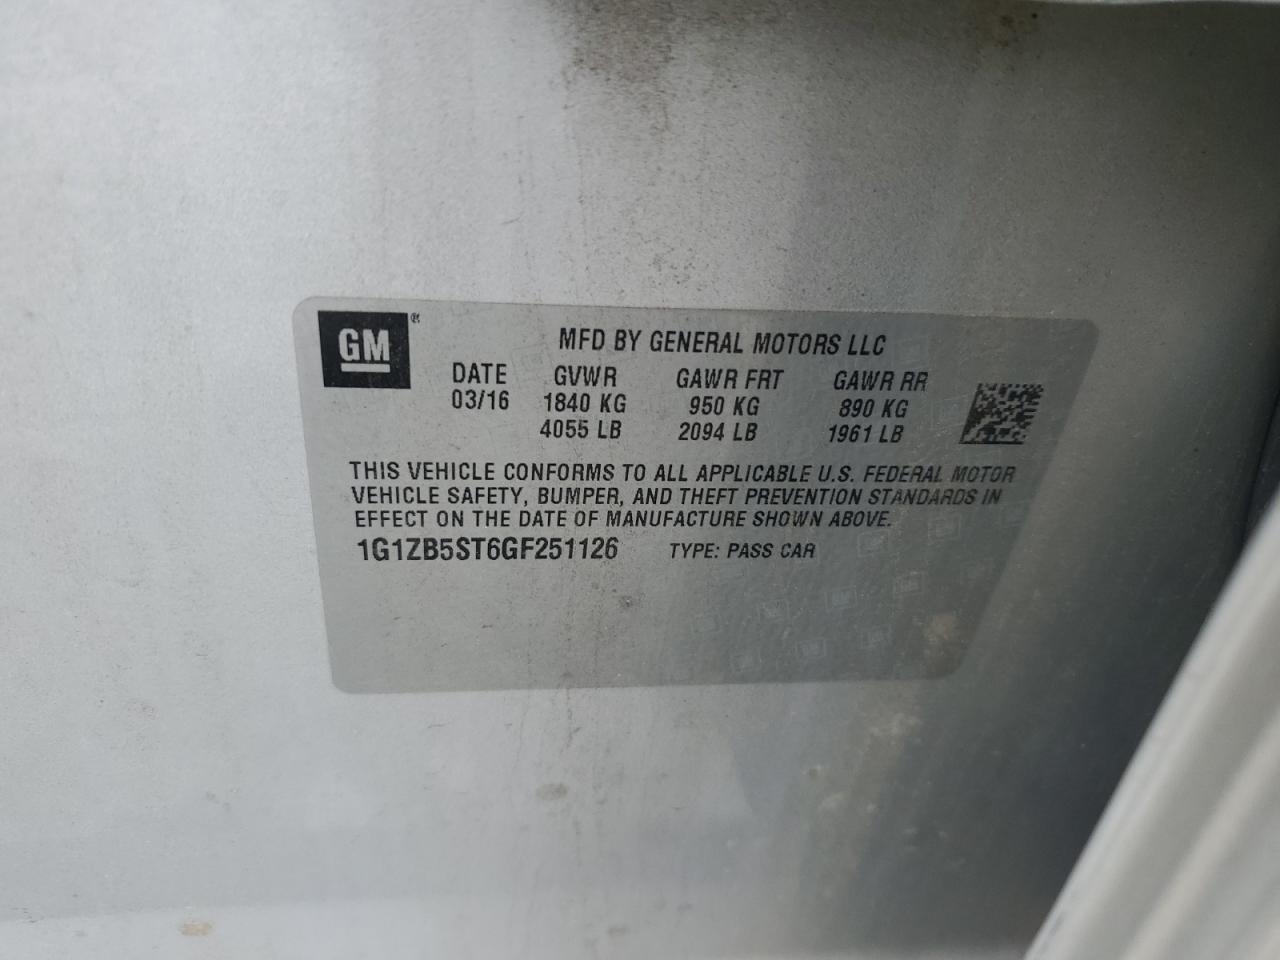 GM ®
MFD BY GENERAL MOTORS LLC
DATE GVWR GAWR FRT GAWR RR
03/16 1840 KG 950 KG 890 KG
4055 LB 2094 LB 1961 LB
THIS VEHICLE CONFORMS TO ALL APPLICABLE U.S. FEDERAL MOTOR
VEHICLE SAFETY, BUMPER, AND THEFT PREVENTION STANDARDS IN
EFFECT ON THE DATE OF MANUFACTURE SHOWN ABOVE.
1G1ZB5ST6GF251126 TYPE: PASS CAR